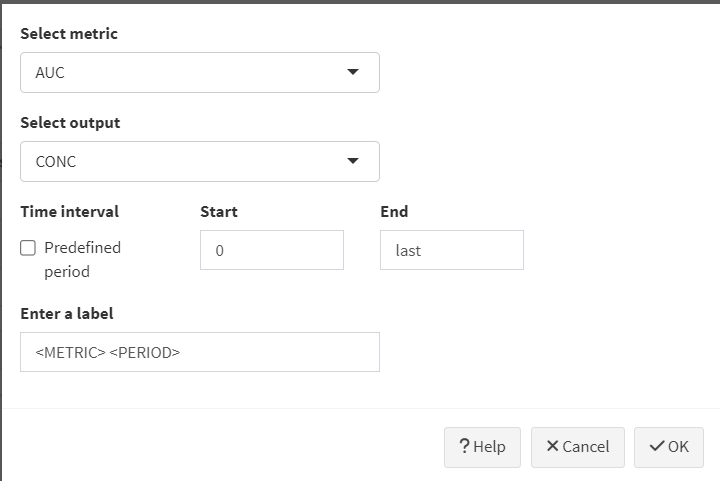 Select metric
AUC
Select output
CONC
Time interval Start End
Predefined
period
0
last
Enter a label
<METRIC> <PERIOD>
? Help
Cancel
OK